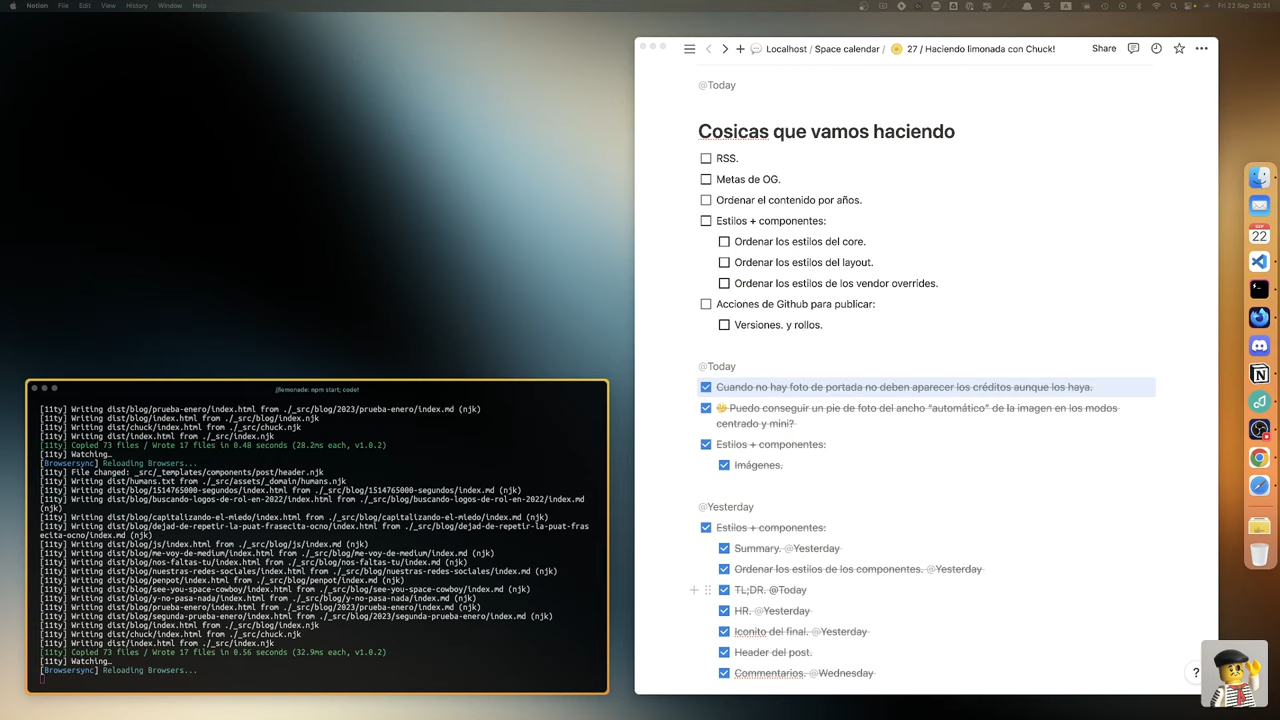 Notion File Edit View History Window Help
Fri 22 Sep 20:31
Localhost / Space calendar / 27 / Haciendo limonada con Chuck!
Share
@Today
Cosicas que vamos haciendo
RSS.
Metas de OG.
Ordenar el contenido por años.
Estilos + componentes:
Ordenar los estilos del core.
Ordenar los estilos del layout.
Ordenar los estilos de los vendor overrides.
Acciones de Github para publicar:
Versiones. y rollos.
@Today
Cuando no hay foto de portada no deben aparecer los créditos aunque los haya.
🤔 Puedo conseguir un pie de foto del ancho “automático” de la imagen en los modos
centrado y mini?
Estilos + componentes:
Imágenes.
@Yesterday
Estilos + componentes:
Summary. @Yesterday
Ordenar los estilos de los componentes. @Yesterday
TL;DR. @Today
HR. @Yesterday
Iconito del final. @Yesterday
Header del post.
Commentarios. @Wednesday
?
SEP
22
//lemonade: npm start; code!
[11ty] Writing dist/blog/prueba-enero/index.html from ./_src/blog/2023/prueba-enero/index.md (njk)
[11ty] Writing dist/blog/index.html from ./_src/blog/index.njk
[11ty] Writing dist/chuck/index.html from ./_src/chuck.njk
[11ty] Writing dist/index.html from ./_src/index.njk
[11ty] Copied 73 files / Wrote 17 files in 0.48 seconds (28.2ms each, v1.0.2)
[11ty] Watching…
[Browsersync] Reloading Browsers...
[11ty] File changed: _src/_templates/components/post/header.njk
[11ty] Writing dist/humans.txt from ./_src/assets/_domain/humans.njk
[11ty] Writing dist/blog/1514765000-segundos/index.html from ./_src/blog/1514765000-segundos/index.md (njk)
[11ty] Writing dist/blog/buscando-logos-de-rol-en-2022/index.html from ./_src/blog/buscando-logos-de-rol-en-2022/index.md
(njk)
[11ty] Writing dist/blog/capitalizando-el-miedo/index.html from ./_src/blog/capitalizando-el-miedo/index.md (njk)
[11ty] Writing dist/blog/dejad-de-repetir-la-puat-frasecita-ocno/index.html from ./_src/blog/dejad-de-repetir-la-puat-fras
ecita-ocno/index.md (njk)
[11ty] Writing dist/blog/js/index.html from ./_src/blog/js/index.md (njk)
[11ty] Writing dist/blog/me-voy-de-medium/index.html from ./_src/blog/me-voy-de-medium/index.md (njk)
[11ty] Writing dist/blog/nos-faltas-tu/index.html from ./_src/blog/nos-faltas-tu/index.md (njk)
[11ty] Writing dist/blog/nuestras-redes-sociales/index.html from ./_src/blog/nuestras-redes-sociales/index.md (njk)
[11ty] Writing dist/blog/penpot/index.html from ./_src/blog/penpot/index.md (njk)
[11ty] Writing dist/blog/see-you-space-cowboy/index.html from ./_src/blog/see-you-space-cowboy/index.md (njk)
[11ty] Writing dist/blog/y-no-pasa-nada/index.html from ./_src/blog/y-no-pasa-nada/index.md (njk)
[11ty] Writing dist/blog/prueba-enero/index.html from ./_src/blog/2023/prueba-enero/index.md (njk)
[11ty] Writing dist/blog/segunda-prueba-enero/index.html from ./_src/blog/2023/segunda-prueba-enero/index.md (njk)
[11ty] Writing dist/blog/index.html from ./_src/blog/index.njk
[11ty] Writing dist/chuck/index.html from ./_src/chuck.njk
[11ty] Writing dist/index.html from ./_src/index.njk
[11ty] Copied 73 files / Wrote 17 files in 0.56 seconds (32.9ms each, v1.0.2)
[11ty] Watching…
[Browsersync] Reloading Browsers...